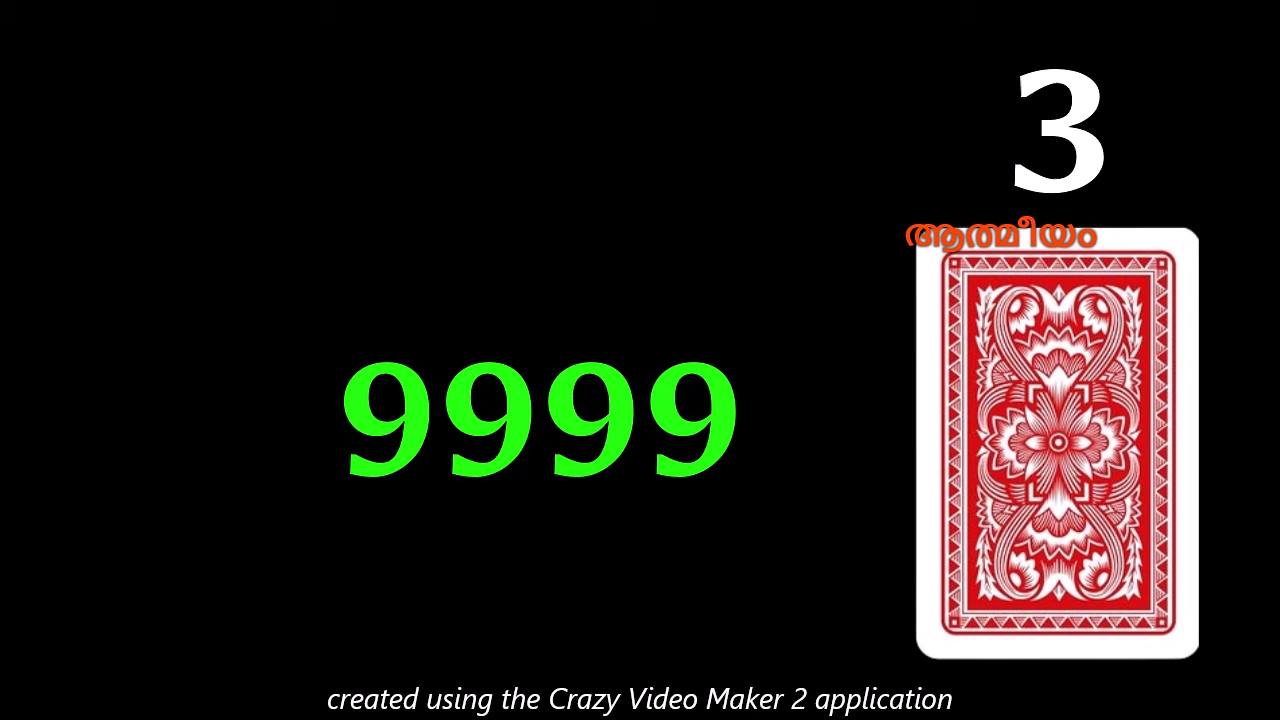 3
ആത്മീയം
9999
created using the Crazy Video Maker 2 application